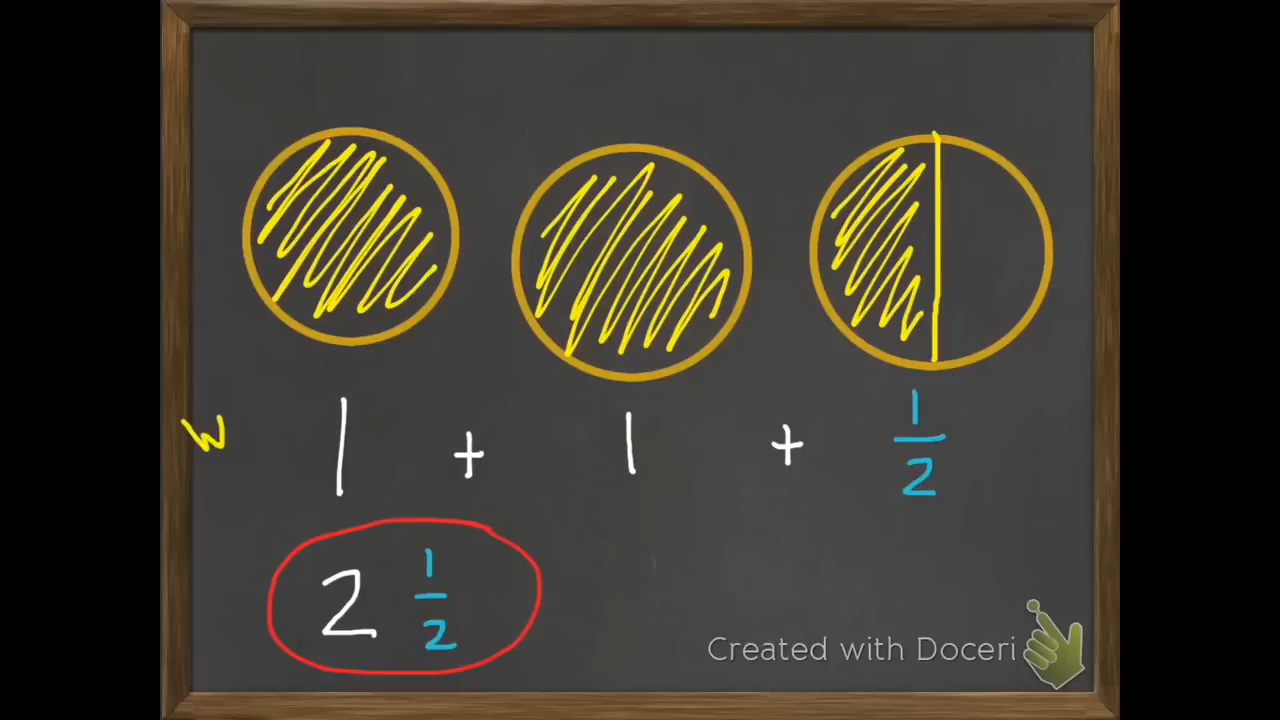 W 1 + 1 + 1/2
2 1/2
Created with Doceri